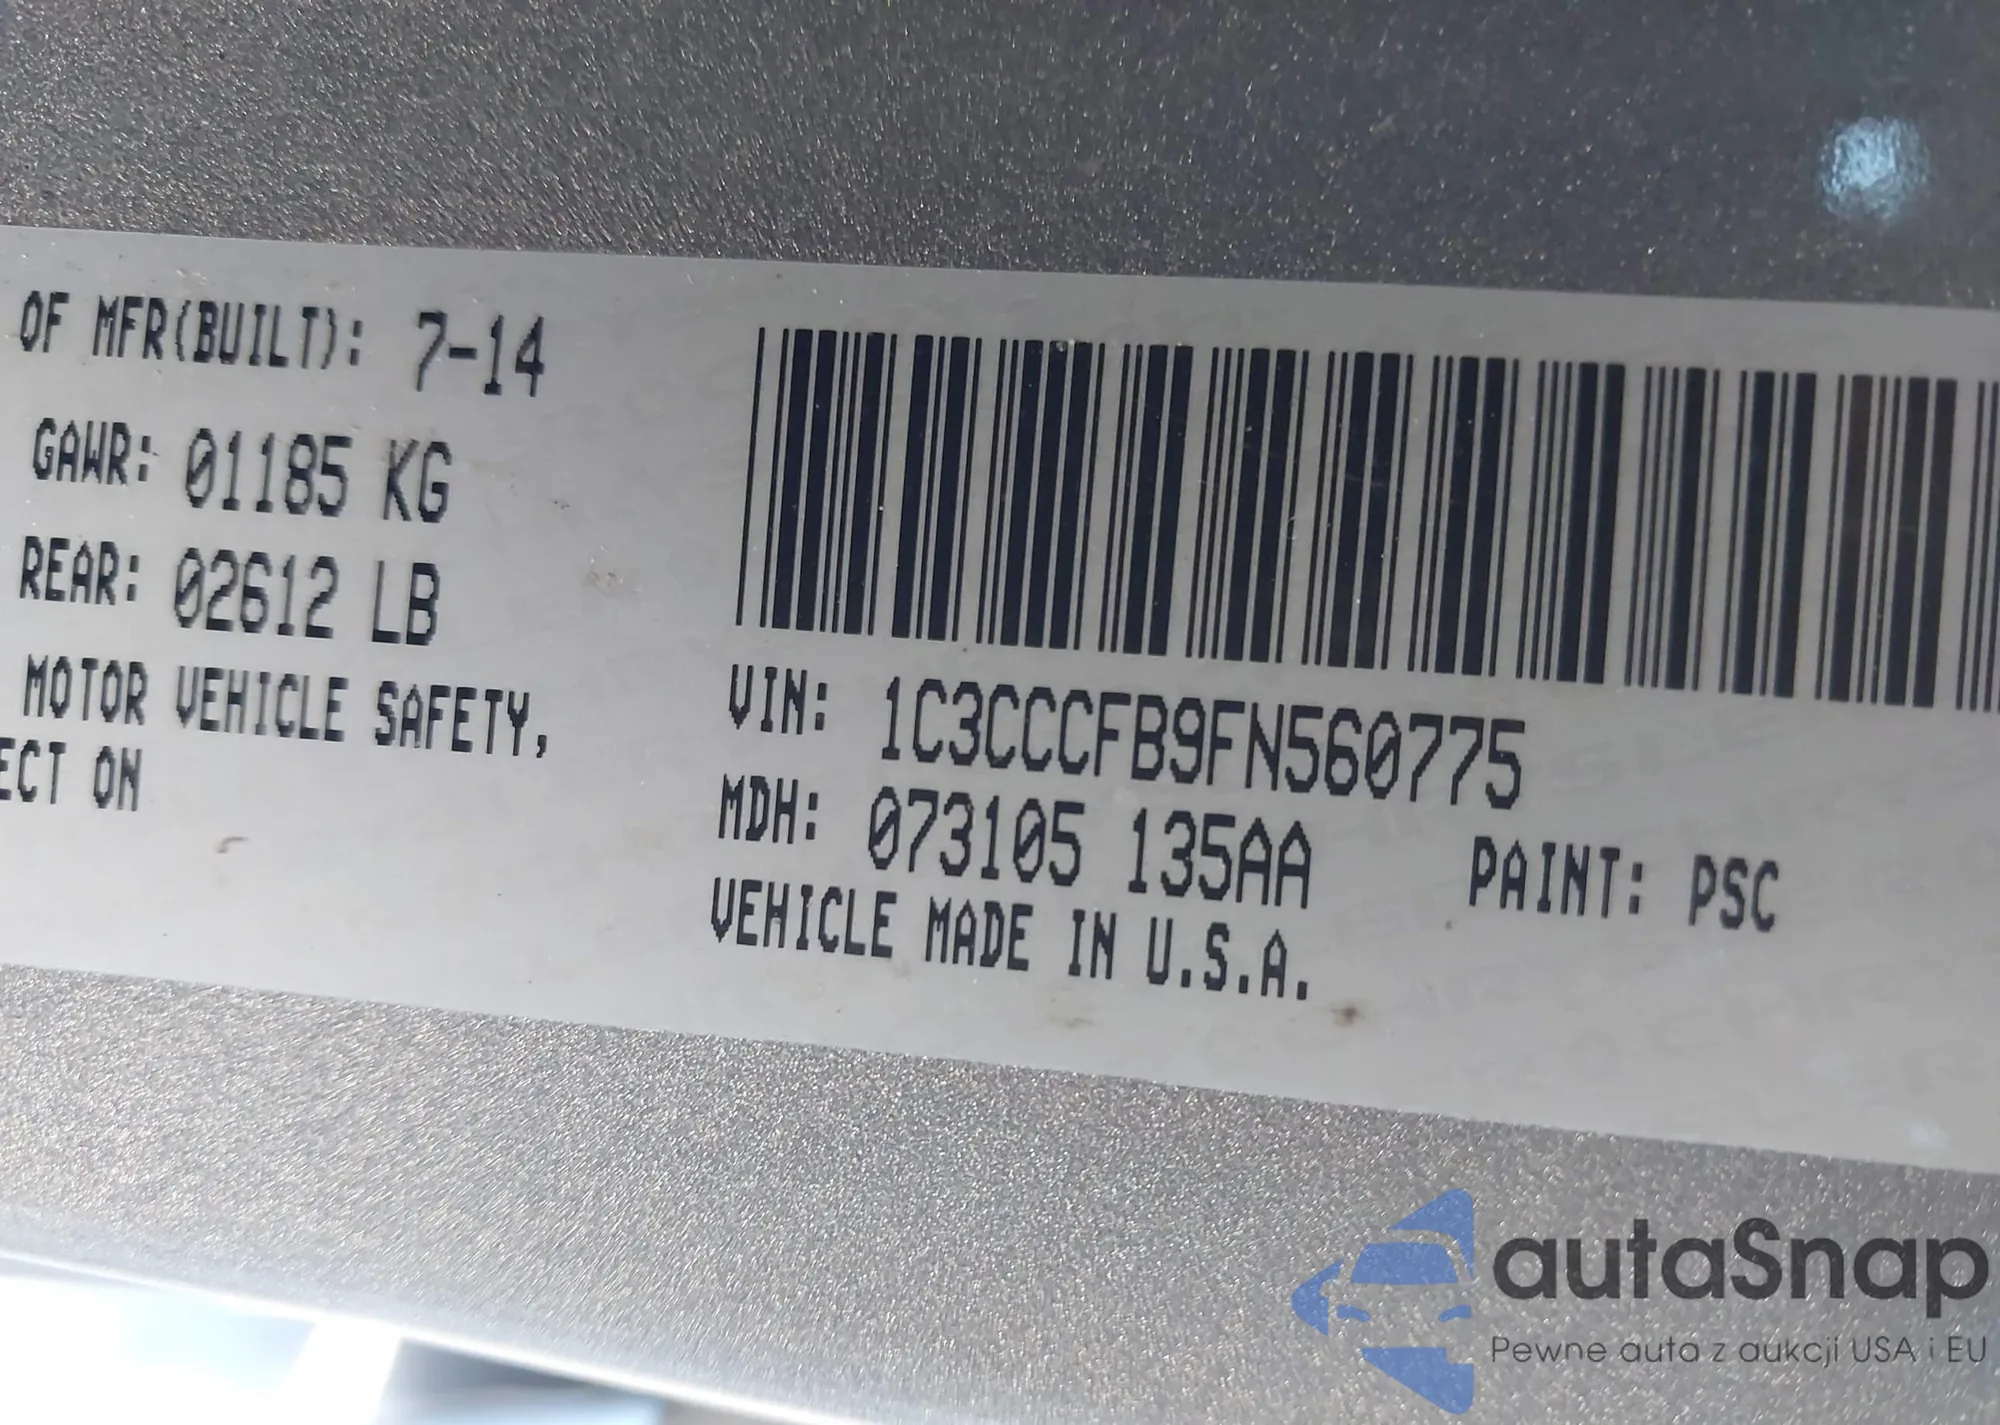 OF MFR(BUILT): 7-14
GAWR: 01185 KG
REAR: 02612 LB
MOTOR VEHICLE SAFETY,
ECT ON
VIN: 1C3CCCFB9FN560775
MDH: 073105 135AA PAINT: PSC
VEHICLE MADE IN U.S.A.
autaSnap
Pewne auta z aukcji USA i EU